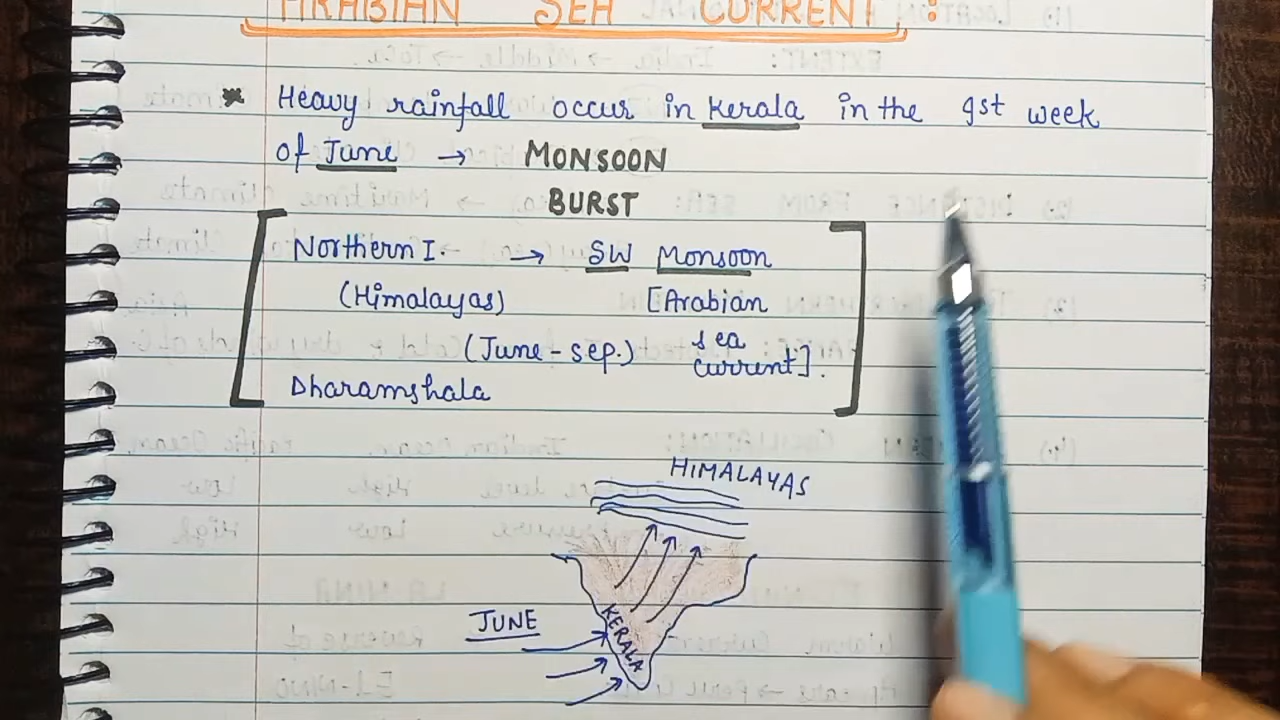 ARABIAN SEA CURRENT :
* Heavy rainfall occur in Kerala in the 1st week
of June → MONSOON
BURST
Northern I. → SW Monsoon
(Himalayas) [Arabian
(June - sep.) sea
current].
Dharamshala
HIMALAYAS
JUNE
KERALA